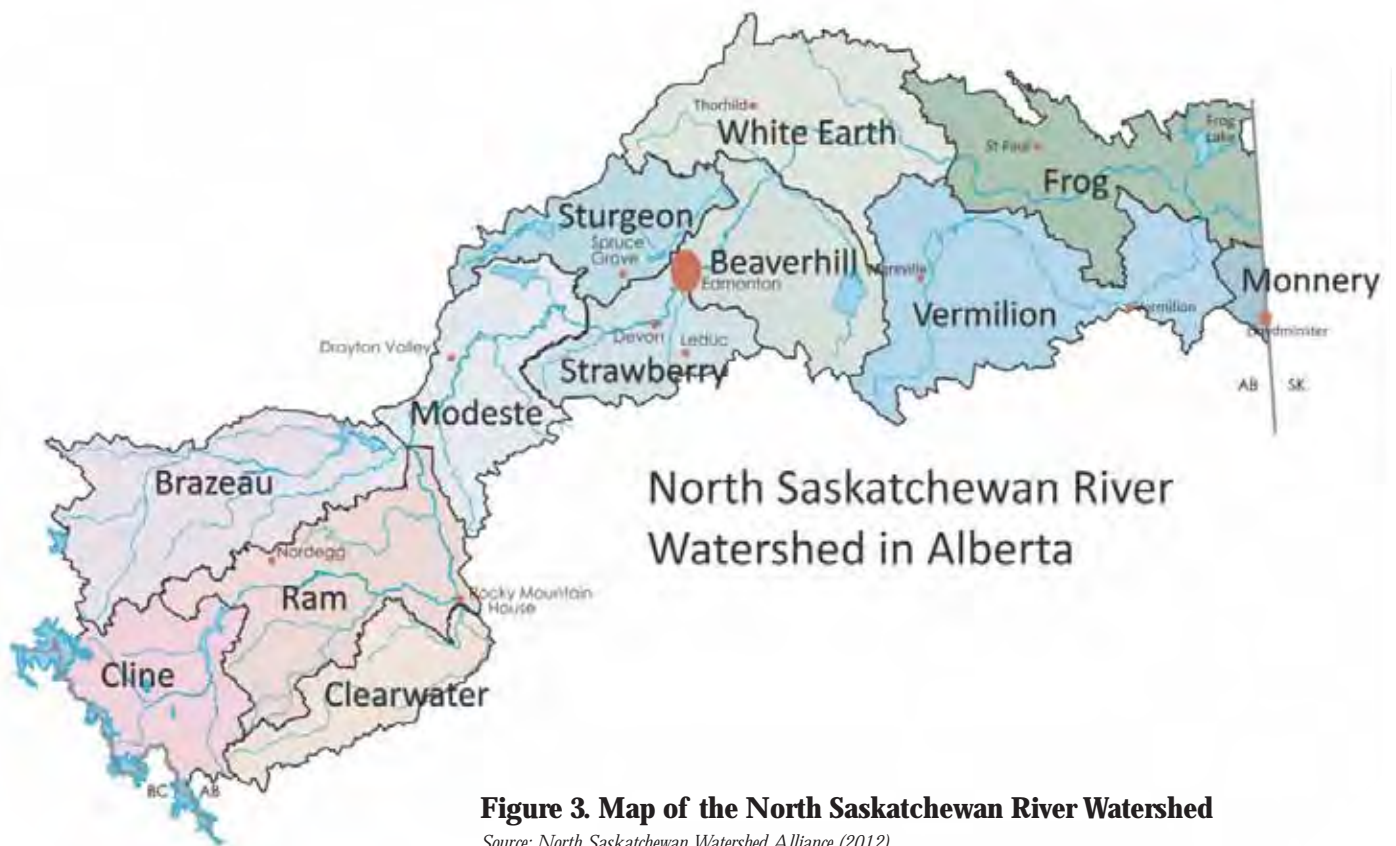 Thorhild
White Earth
St Paul
Frog
Lake
Frog
Sturgeon
Spruce
Grove
Beaverhill
Edmonton
Vermilion
Monnery
Devon
Leduc
Drayton Valley
Strawberry
AB SK
Modeste
Brazeau
North Saskatchewan River
Watershed in Alberta
Nordegg
Ram
Rocky Mountain
House
Cline
Clearwater
BC AB
Figure 3. Map of the North Saskatchewan River Watershed
Source: North Saskatchewan Watershed Alliance (2012)